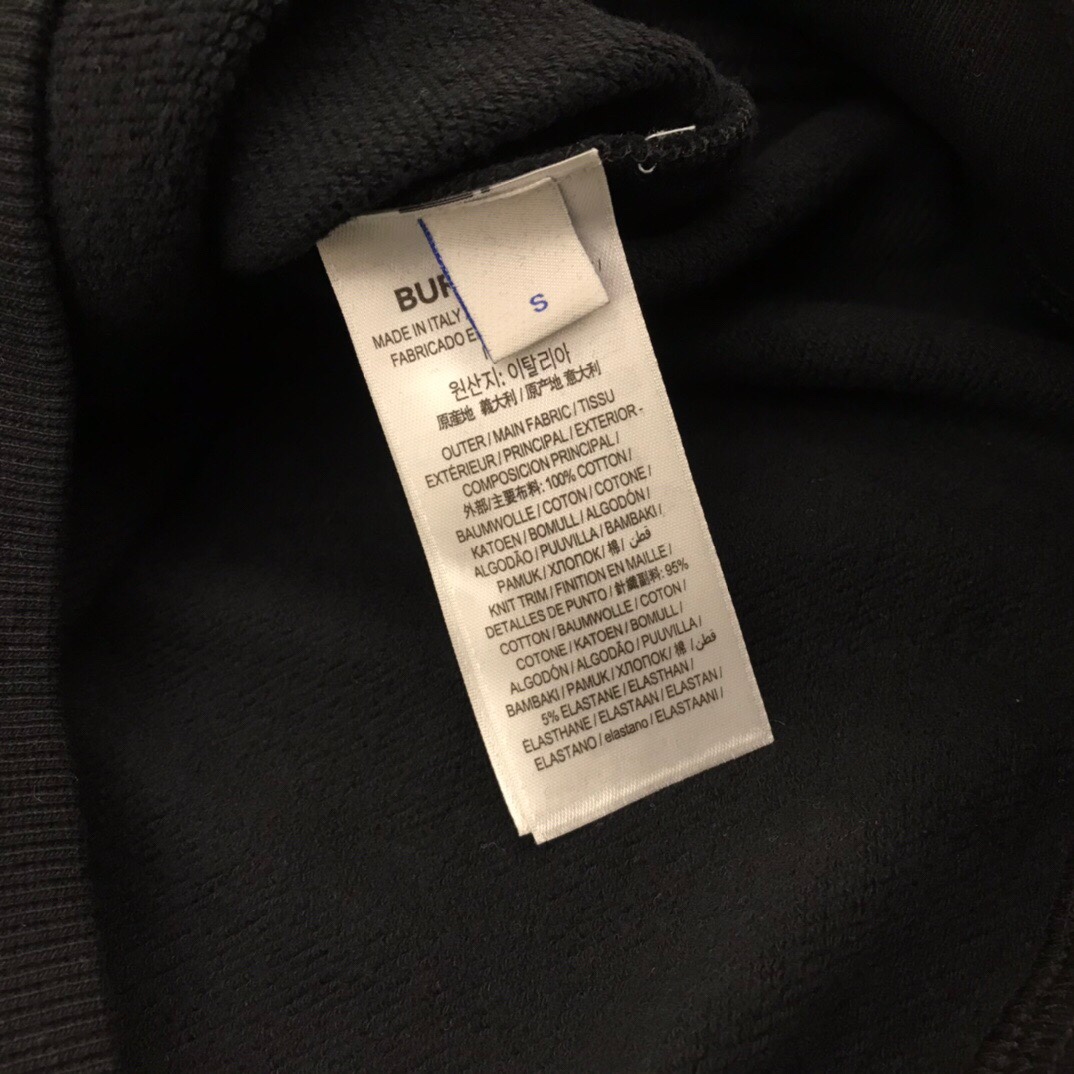 S
BUR
MADE IN ITALY
FABRICADO E
원산지: 이탈리아
原産地 義大利 / 原产地 意大利
OUTER / MAIN FABRIC / TISSU
EXTÉRIEUR / PRINCIPAL / EXTERIOR -
COMPOSICION PRINCIPAL /
外部/主要布料: 100% COTTON /
BAUMWOLLE / COTON / COTONE /
KATOEN / BOMULL / ALGODÓN /
ALGODÃO / PUUVILLA / BAMBAKI /
PAMUK / ХЛОПОК / 棉 / قطن
KNIT TRIM / FINITION EN MAILLE /
DETALLES DE PUNTO / 針織副料: 95%
COTTON / BAUMWOLLE / COTON /
COTONE / KATOEN / BOMULL /
ALGODÓN / ALGODÃO / PUUVILLA /
BAMBAKI / PAMUK / ХЛОПОК / 棉 / قطن /
5% ELASTANE / ELASTHAN /
ÉLASTHANE / ELASTAAN / ELASTAN /
ELASTANO / elastano / ELASTAANI /